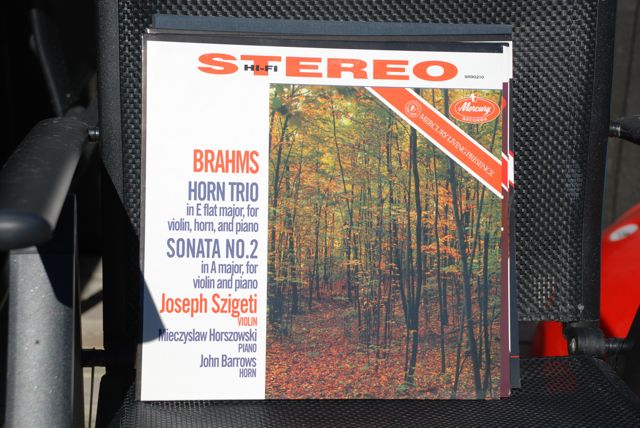 STEREO
HI-FI
SR90210
Mercury
RECORDS
MERCURY LIVING PRESENCE
BRAHMS
HORN TRIO
in E flat major, for
violin, horn, and piano
SONATA NO.2
in A major, for
violin and piano
Joseph Szigeti
VIOLIN
Mieczyslaw Horszowski
PIANO
John Barrows
HORN